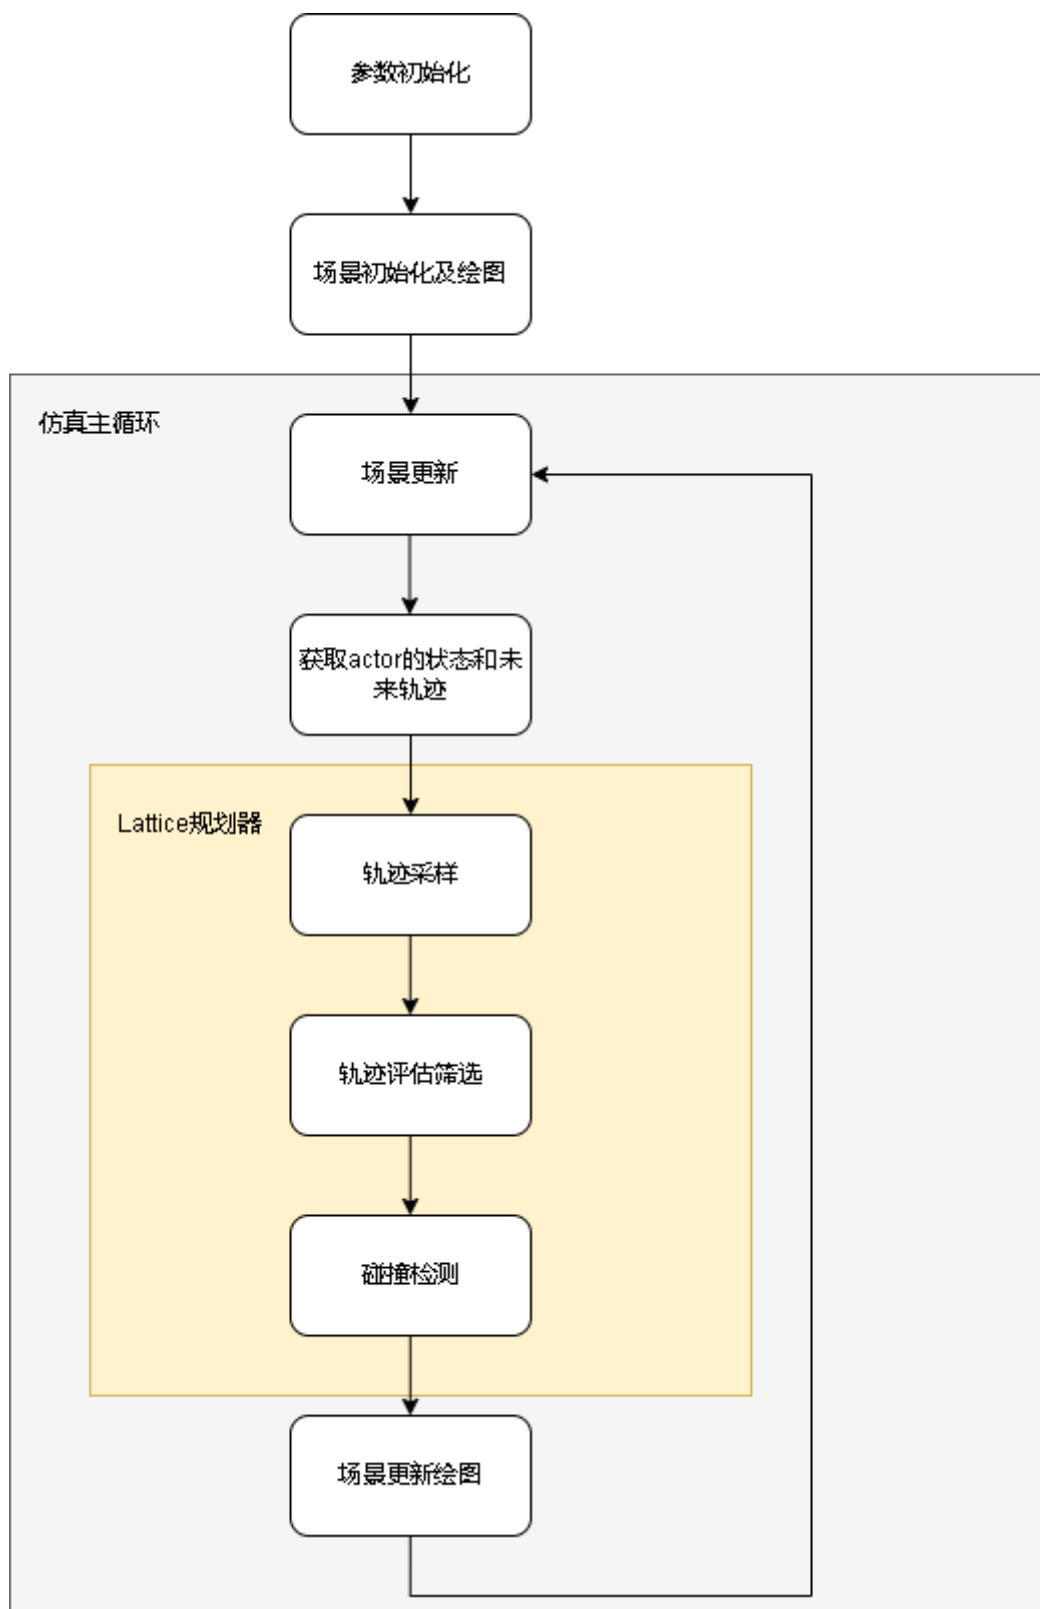 参数初始化
场景初始化及绘图
仿真主循环
场景更新
获取actor的状态和未
来轨迹
Lattice规划器
轨迹采样
轨迹评估筛选
碰撞检测
场景更新绘图